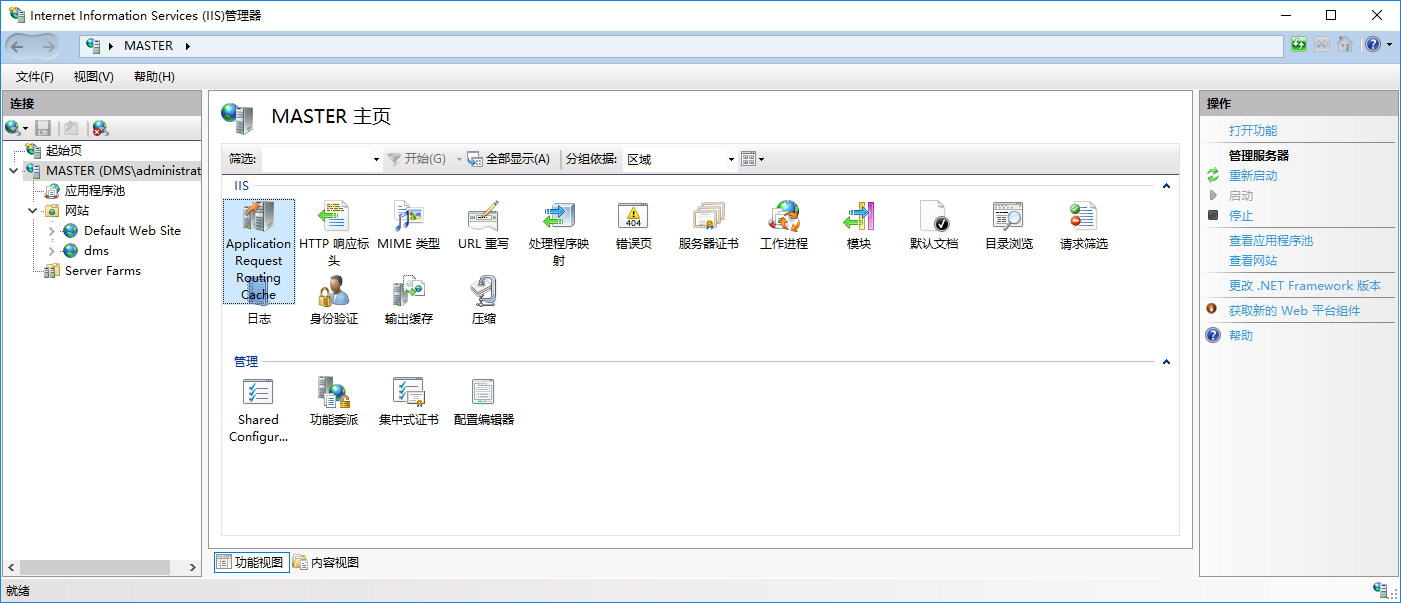 Internet Information Services (IIS)管理器
MASTER
文件(F) 视图(V) 帮助(H)
连接
起始页
MASTER (DMS\administrat
应用程序池
网站
Default Web Site
dms
Server Farms
MASTER 主页
筛选: 开始(G) 全部显示(A) 分组依据: 区域
IIS
Application Request Routing Cache
HTTP 响应标头
MIME 类型
URL 重写
处理程序映射
404
错误页
服务器证书
工作进程
模块
默认文档
目录浏览
请求筛选
日志
身份验证
输出缓存
压缩
管理
Shared Configur...
功能委派
集中式证书
配置编辑器
功能视图 内容视图
操作
打开功能
管理服务器
重新启动
启动
停止
查看应用程序池
查看网站
更改 .NET Framework 版本
获取新的 Web 平台组件
帮助
就绪